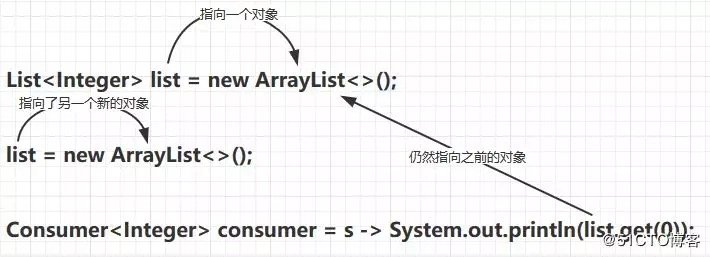 指向一个对象
List<Integer> list = new ArrayList<>();
指向了另一个新的对象
list = new ArrayList<>();
仍然指向之前的对象
Consumer<Integer> consumer = s -> System.out.println(list.get(0));
@51CTO博客